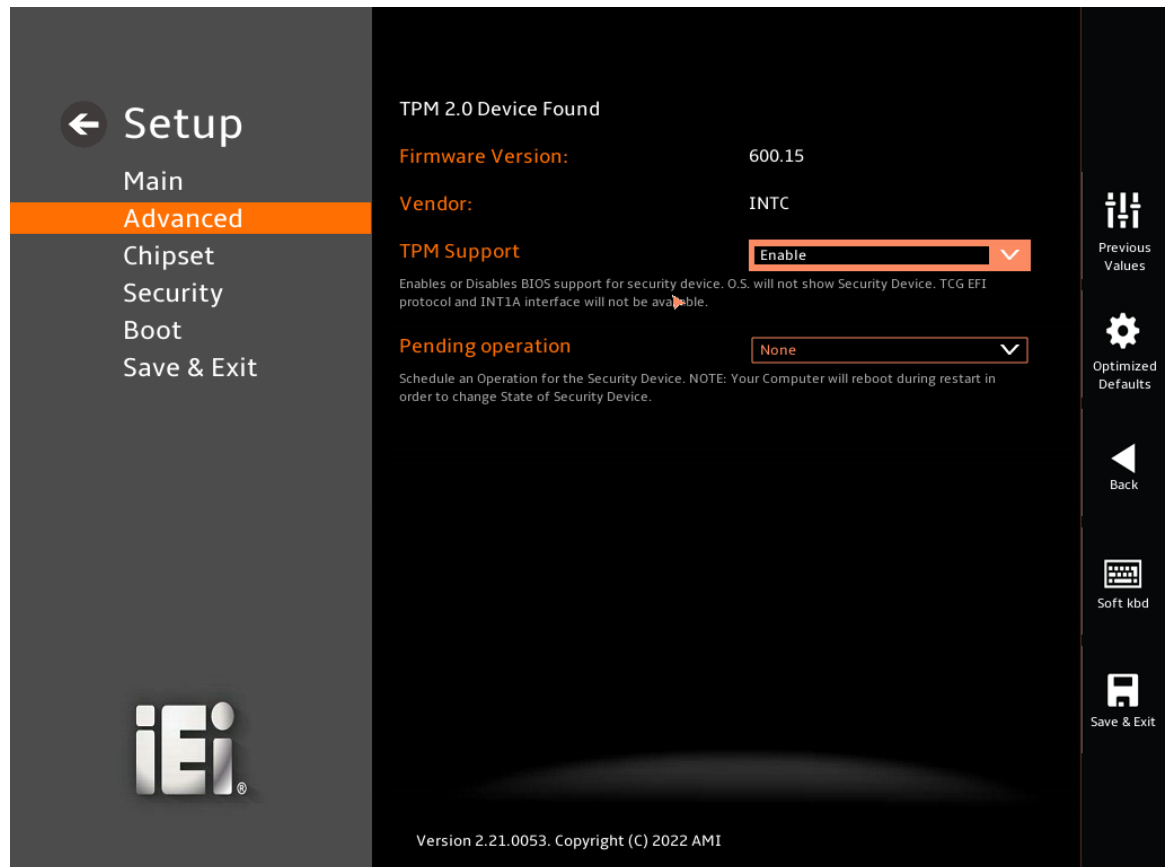 Setup
Main
Advanced
Chipset
Security
Boot
Save & Exit
iEi®
TPM 2.0 Device Found
Firmware Version: 600.15
Vendor: INTC
TPM Support Enable
Enables or Disables BIOS support for security device. O.S. will not show Security Device. TCG EFI
protocol and INT1A interface will not be available.
Pending operation None
Schedule an Operation for the Security Device. NOTE: Your Computer will reboot during restart in
order to change State of Security Device.
Version 2.21.0053. Copyright (C) 2022 AMI
Previous
Values
Optimized
Defaults
Back
Soft kbd
Save & Exit